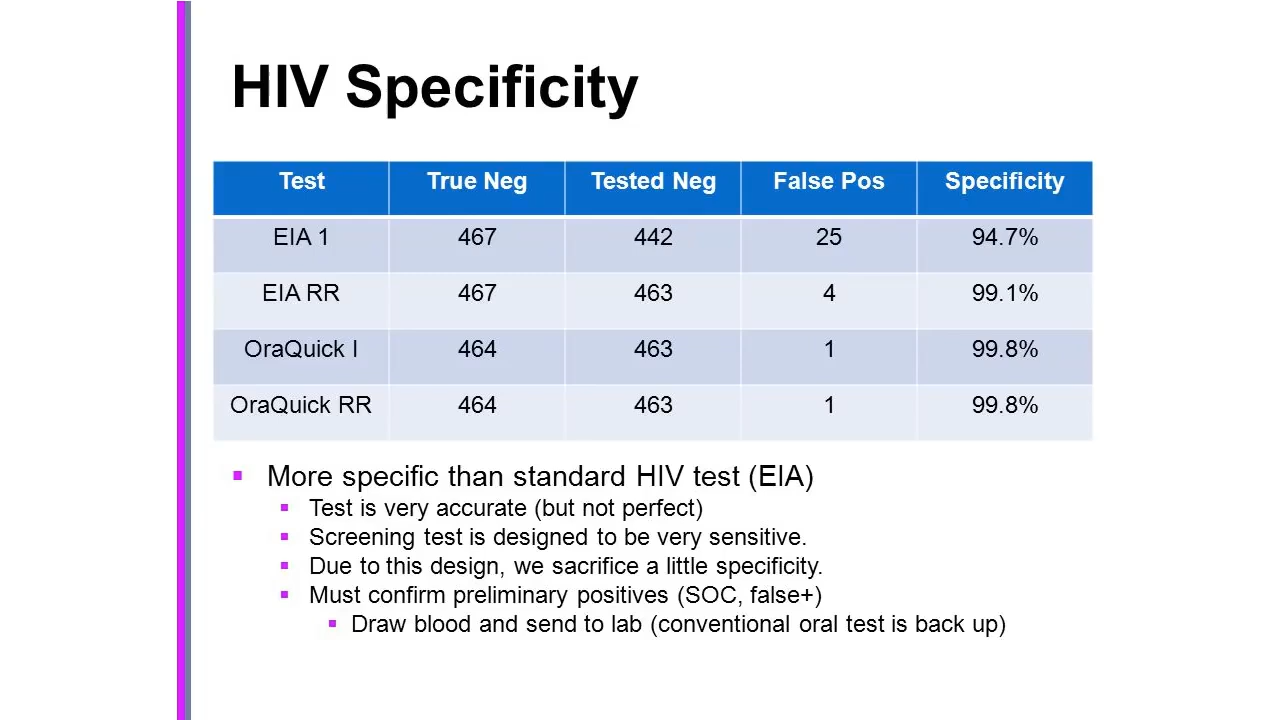 HIV Specificity
Test True Neg Tested Neg False Pos Specificity
EIA 1 467 442 25 94.7%
EIA RR 467 463 4 99.1%
OraQuick I 464 463 1 99.8%
OraQuick RR 464 463 1 99.8%
More specific than standard HIV test (EIA)
Test is very accurate (but not perfect)
Screening test is designed to be very sensitive.
Due to this design, we sacrifice a little specificity.
Must confirm preliminary positives (SOC, false+)
Draw blood and send to lab (conventional oral test is back up)